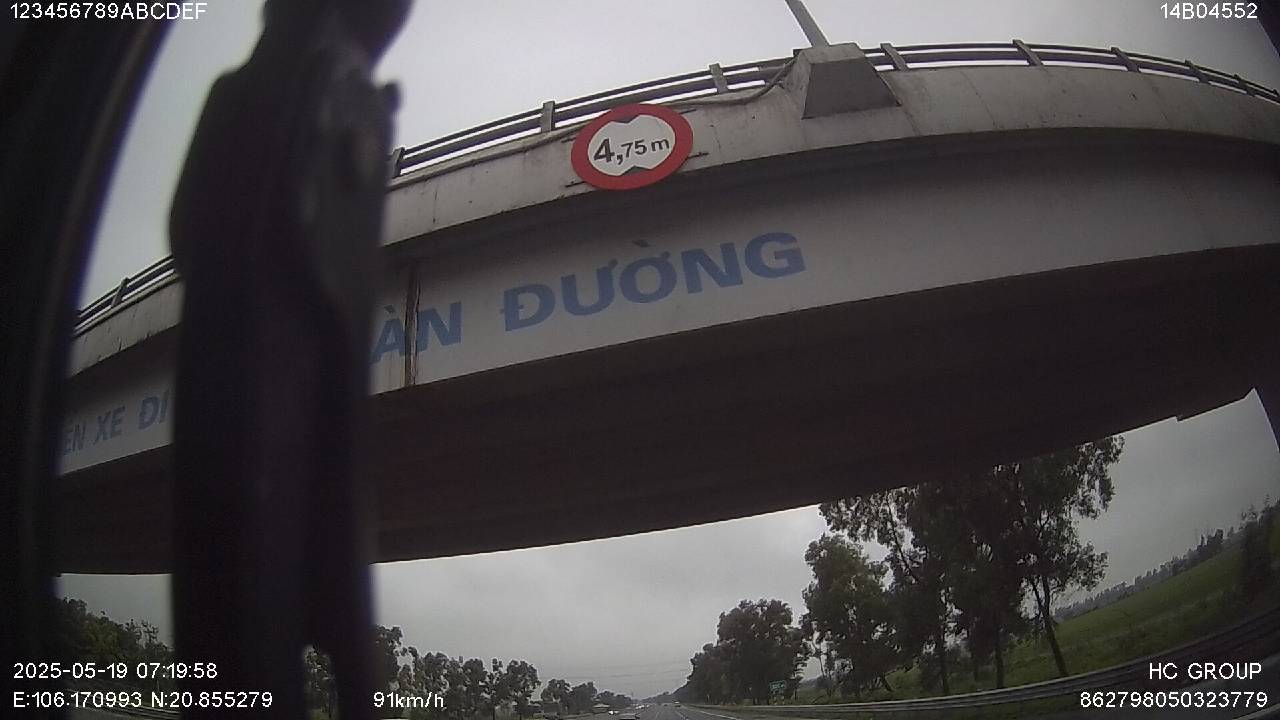 123456789ABCDEF
14B04552
4,75m
XE ĐI
ÀN ĐƯỜNG
2025-05-19 07:19:58
E:106.170993 N:20.855279
91km/h
HC GROUP
862798050323779